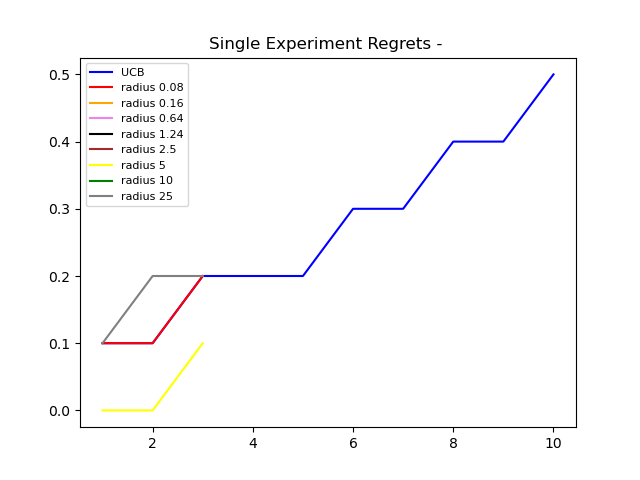 Single Experiment Regrets -
UCB
radius 0.08
radius 0.16
radius 0.64
radius 1.24
radius 2.5
radius 5
radius 10
radius 25
0.5
0.4
0.3
0.2
0.1
0.0
2 4 6 8 10